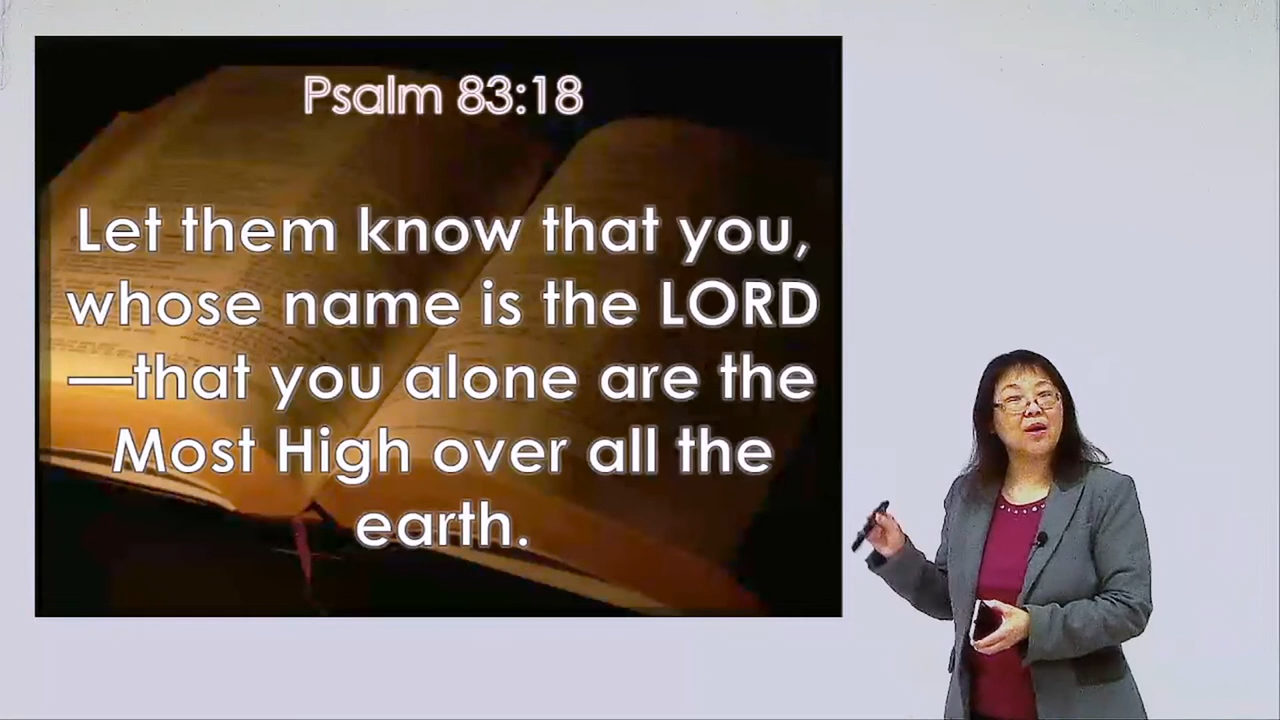 Psalm 83:18
Let them know that you,
whose name is the LORD
—that you alone are the
Most High over all the
earth.